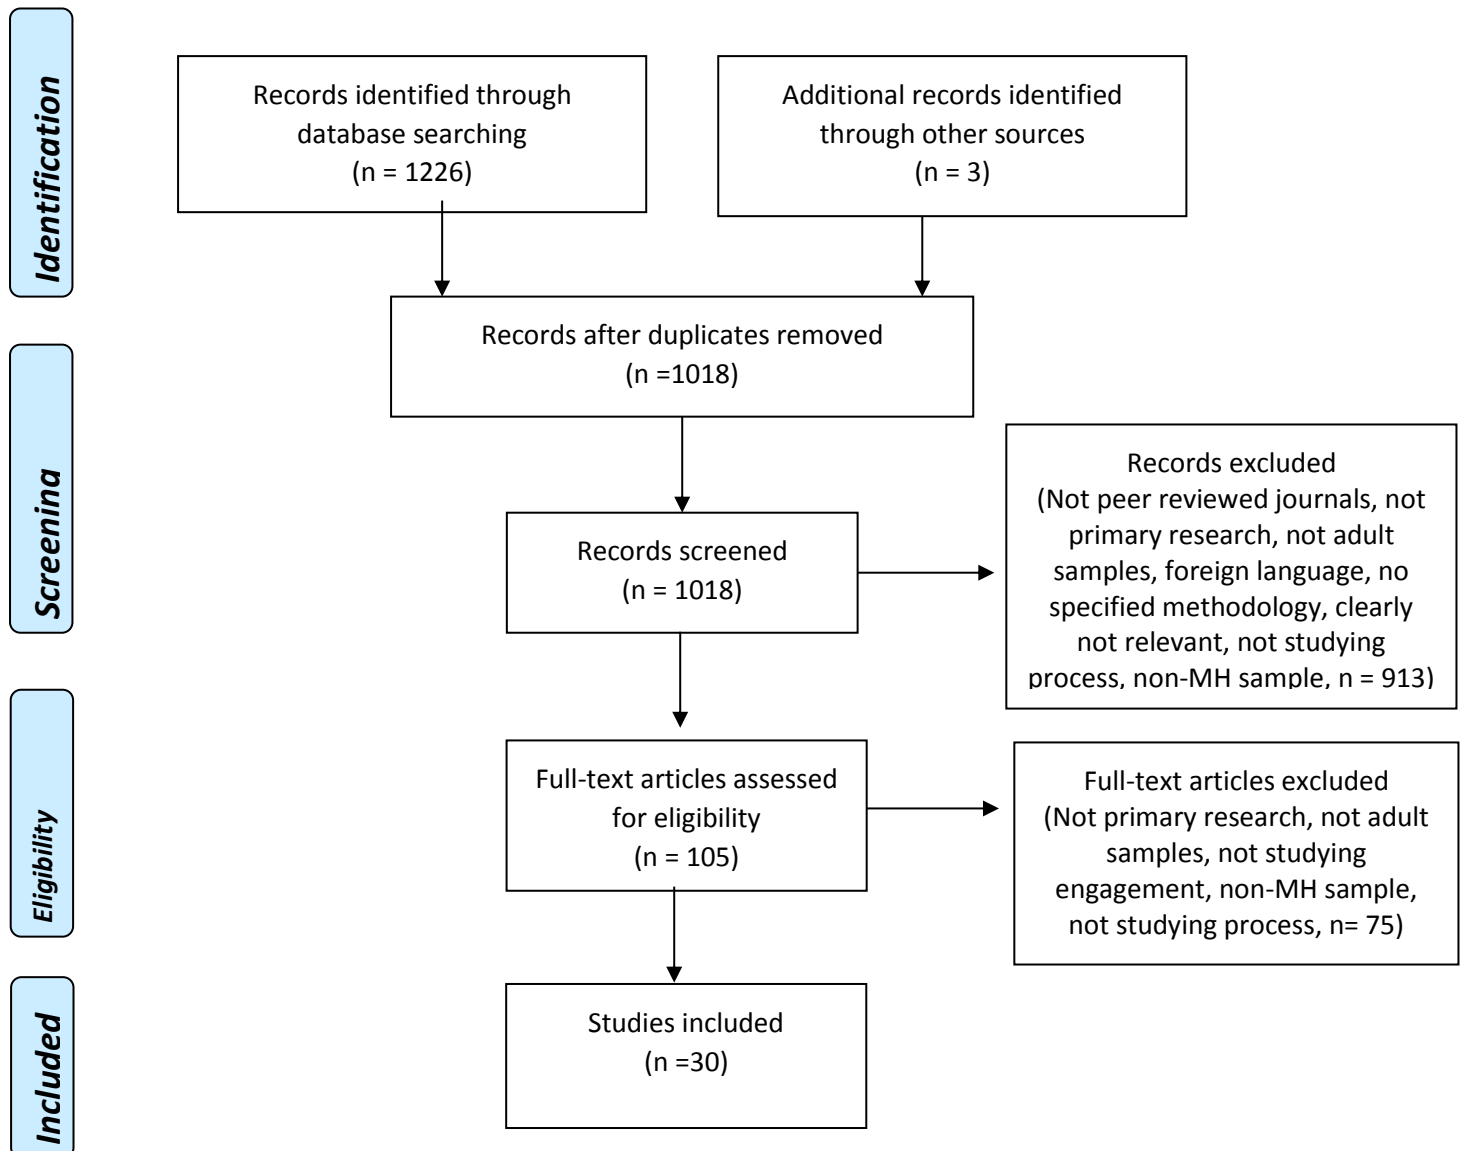 Identification
Records identified through
database searching
(n = 1226)
Additional records identified
through other sources
(n = 3)
Records after duplicates removed
(n =1018)
Screening
Records screened
(n = 1018)
Records excluded
(Not peer reviewed journals, not
primary research, not adult
samples, foreign language, no
specified methodology, clearly
not relevant, not studying
process, non-MH sample, n = 913)
Eligibility
Full-text articles assessed
for eligibility
(n = 105)
Full-text articles excluded
(Not primary research, not adult
samples, not studying
engagement, non-MH sample,
not studying process, n= 75)
Included
Studies included
(n =30)